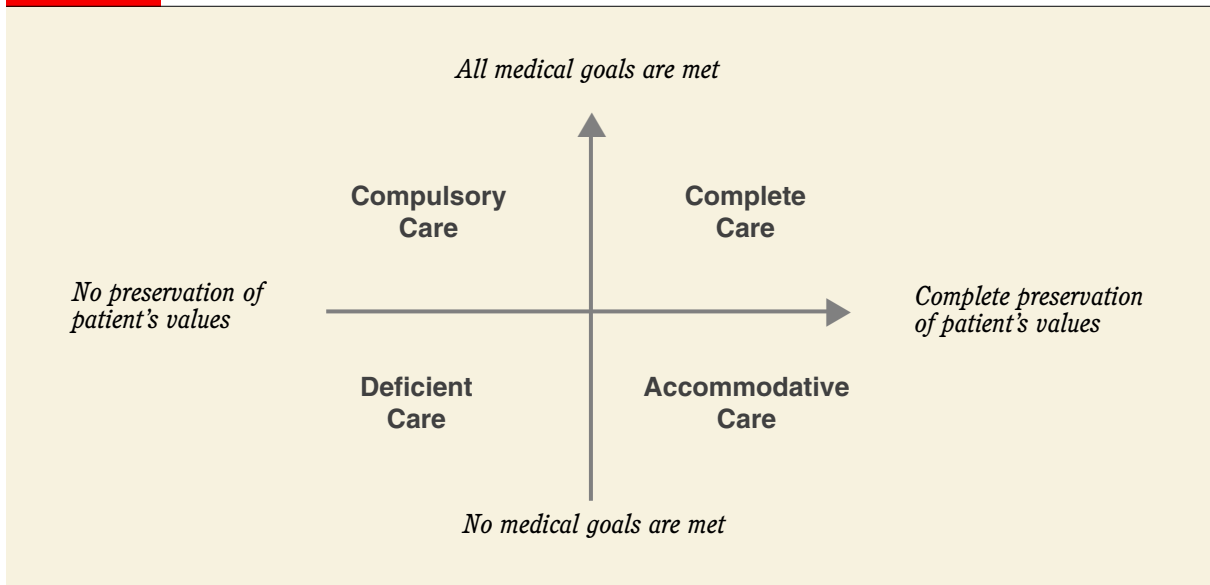 All medical goals are met
Compulsory
Care
Complete
Care
No preservation of
patient’s values
Complete preservation
of patient’s values
Deficient
Care
Accommodative
Care
No medical goals are met